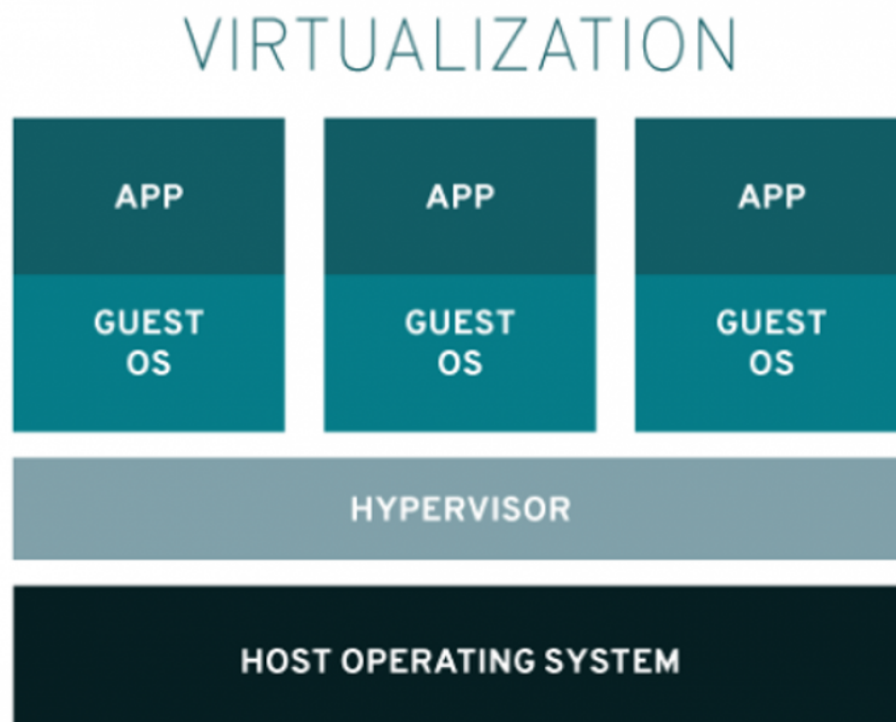 VIRTUALIZATION
APP
APP
APP
GUEST
OS
GUEST
OS
GUEST
OS
HYPERVISOR
HOST OPERATING SYSTEM